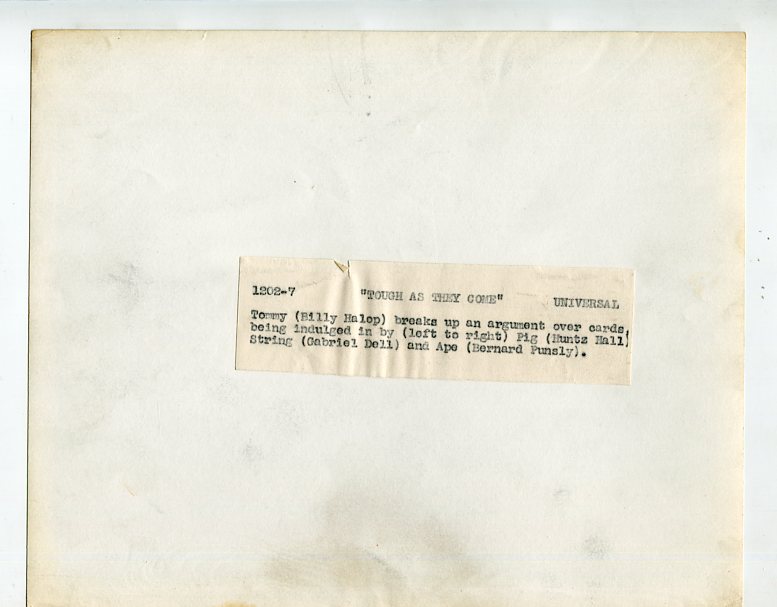 1202-7 "TOUGH AS THEY COME" UNIVERSAL
Tommy (Billy Halop) breaks up an argument over cards,
being indulged in by (left to right) Pig (Huntz Hall)
String (Gabriel Dell) and Ape (Bernard Punsly).